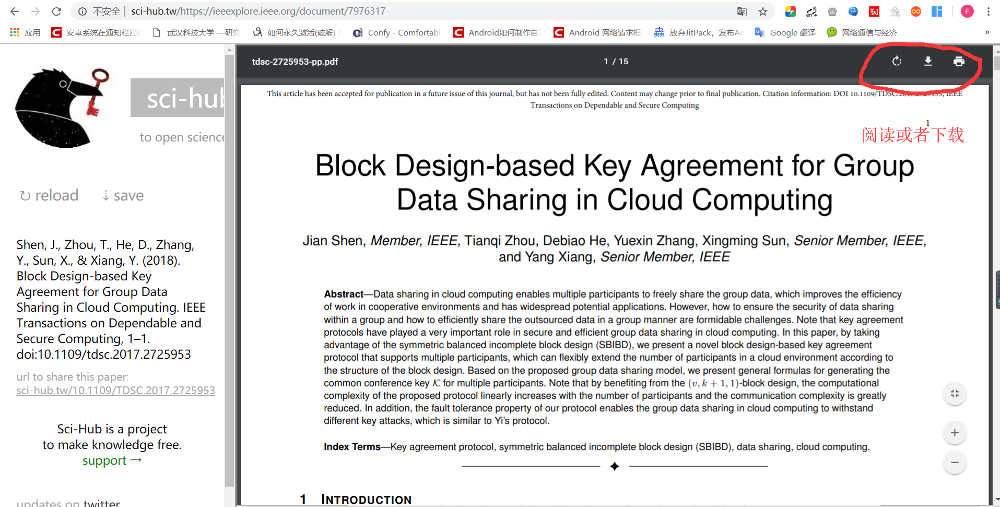 不安全 | sci-hub.tw/https://ieeexplore.ieee.org/document/7976317
应用 安卓系统在通知栏拦截 武汉科技大学 —研究 如何永久激活(破解) Confy - Comfortabl Android如何制作自己 Android 网络请求框 放弃JitPack，发布Ar Google 翻译 网络通信与经济 »
sci-hub
to open science
↻ reload ⇣ save
Shen, J., Zhou, T., He, D., Zhang,
Y., Sun, X., & Xiang, Y. (2018).
Block Design-based Key
Agreement for Group Data
Sharing in Cloud Computing. IEEE
Transactions on Dependable and
Secure Computing, 1–1.
doi:10.1109/tdsc.2017.2725953
url to share this paper:
sci-hub.tw/10.1109/TDSC.2017.2725953
Sci-Hub is a project
to make knowledge free.
support →
updates on twitter
tdsc-2725953-pp.pdf 1 / 15
This article has been accepted for publication in a future issue of this journal, but has not been fully edited. Content may change prior to final publication. Citation information: DOI 10.1109/TDSC.2017.2725953, IEEE
Transactions on Dependable and Secure Computing
1
阅读或者下载
Block Design-based Key Agreement for Group
Data Sharing in Cloud Computing
Jian Shen, Member, IEEE, Tianqi Zhou, Debiao He, Yuexin Zhang, Xingming Sun, Senior Member, IEEE,
and Yang Xiang, Senior Member, IEEE
Abstract—Data sharing in cloud computing enables multiple participants to freely share the group data, which improves the efficiency
of work in cooperative environments and has widespread potential applications. However, how to ensure the security of data sharing
within a group and how to efficiently share the outsourced data in a group manner are formidable challenges. Note that key agreement
protocols have played a very important role in secure and efficient group data sharing in cloud computing. In this paper, by taking
advantage of the symmetric balanced incomplete block design (SBIBD), we present a novel block design-based key agreement
protocol that supports multiple participants, which can flexibly extend the number of participants in a cloud environment according to
the structure of the block design. Based on the proposed group data sharing model, we present general formulas for generating the
common conference key 𝒦 for multiple participants. Note that by benefiting from the (v, k + 1, 1)-block design, the computational
complexity of the proposed protocol linearly increases with the number of participants and the communication complexity is greatly
reduced. In addition, the fault tolerance property of our protocol enables the group data sharing in cloud computing to withstand
different key attacks, which is similar to Yi's protocol.
Index Terms—Key agreement protocol, symmetric balanced incomplete block design (SBIBD), data sharing, cloud computing.
1 INTRODUCTION